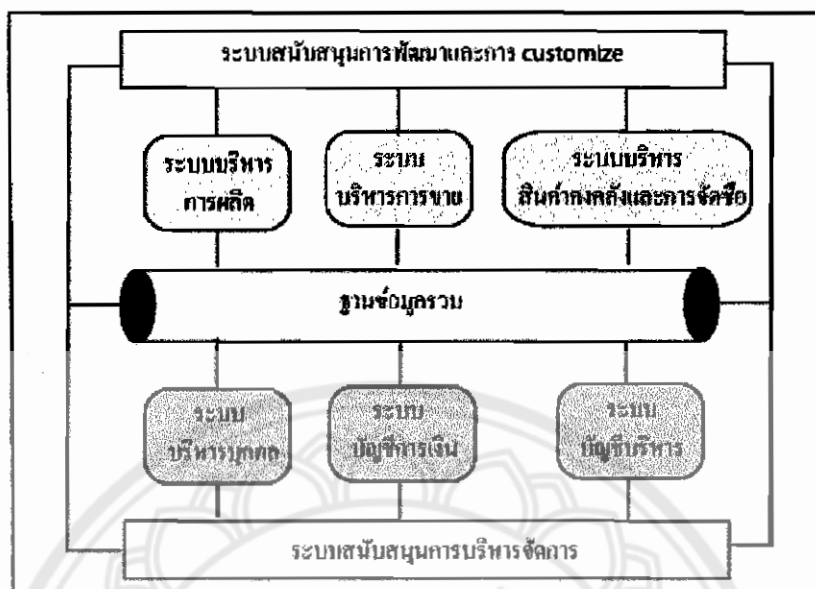 ระบบสนับสนุนการพัฒนาและการ customize
ระบบบริหาร
การผลิต
ระบบ
บริหารการขาย
ระบบบริหาร
สินค้าคงคลังและการจัดซื้อ
ฐานข้อมูลรวม
ระบบ
บริหารบุคคล
ระบบ
บัญชีการเงิน
ระบบ
บัญชีบริหาร
ระบบสนับสนุนการบริหารจัดการ